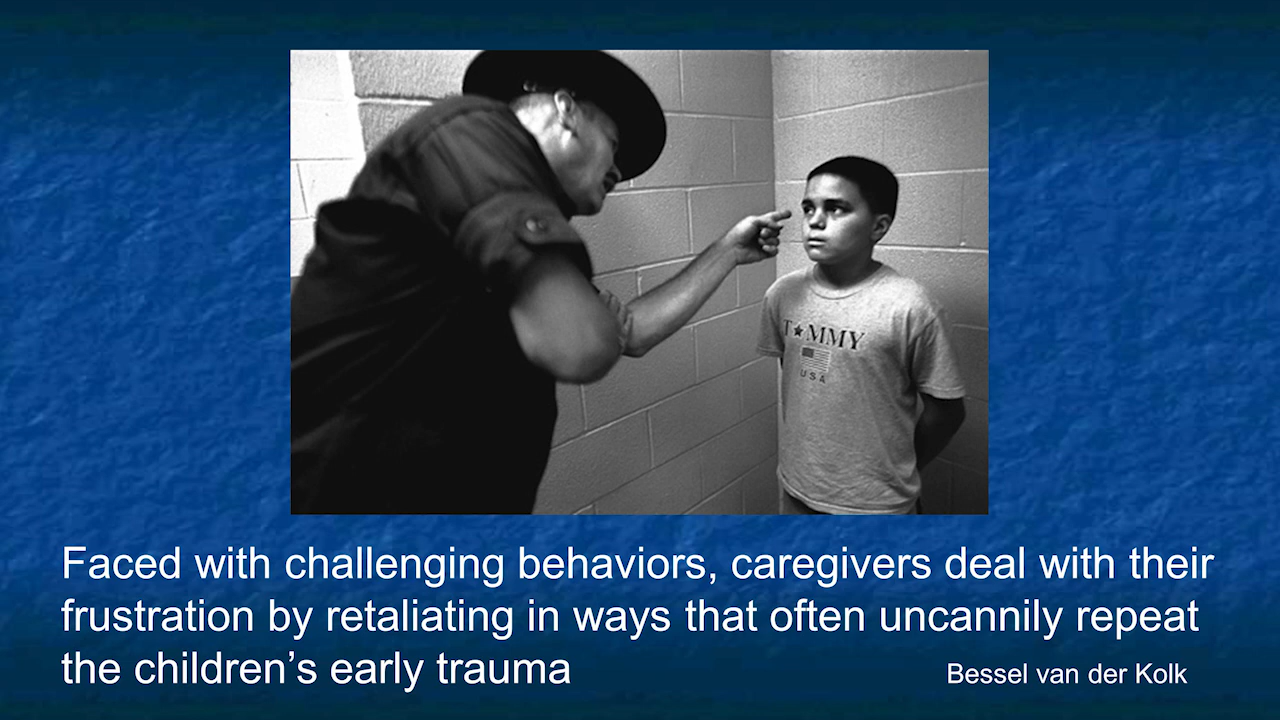 T★MMY
USA
Faced with challenging behaviors, caregivers deal with their
frustration by retaliating in ways that often uncannily repeat
the children’s early trauma
Bessel van der Kolk